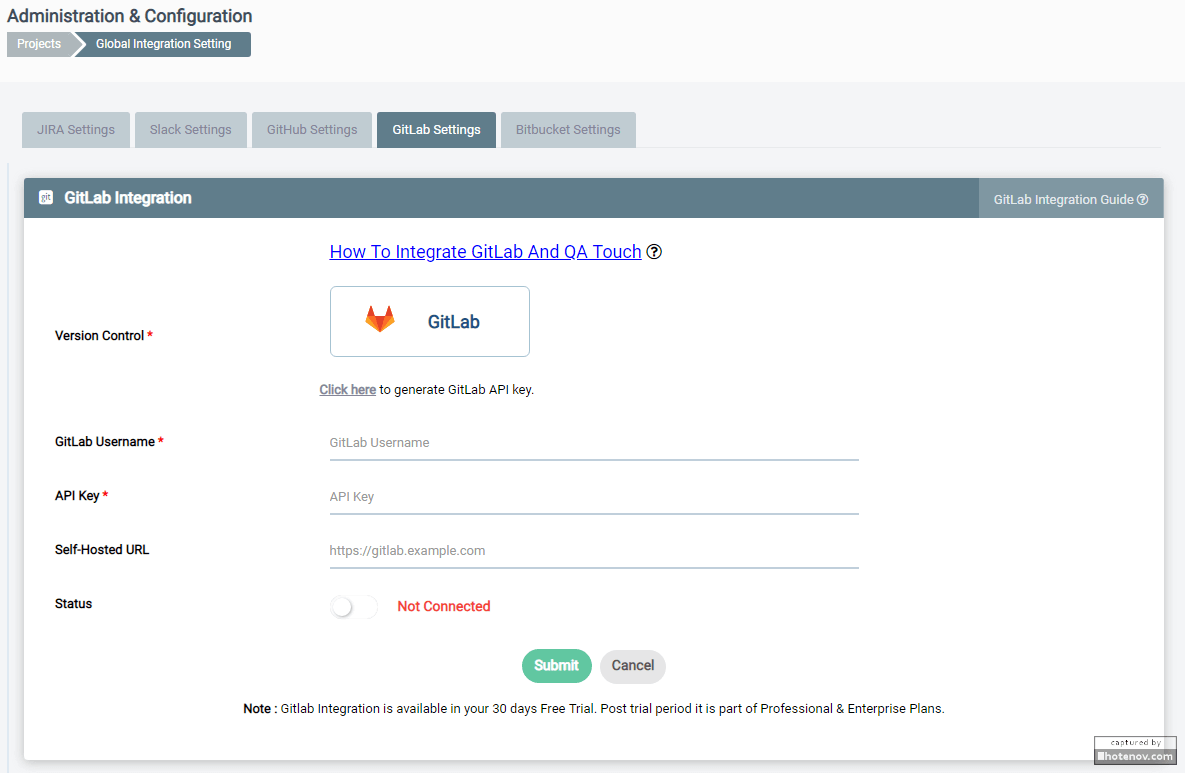 Administration & Configuration
Projects
Global Integration Setting
JIRA Settings
Slack Settings
GitHub Settings
GitLab Settings
Bitbucket Settings
git
GitLab Integration
GitLab Integration Guide
How To Integrate GitLab And QA Touch
Version Control *
GitLab
Click here to generate GitLab API key.
GitLab Username *
GitLab Username
API Key *
API Key
Self-Hosted URL
https://gitlab.example.com
Status
Not Connected
Submit
Cancel
Note : Gitlab Integration is available in your 30 days Free Trial. Post trial period it is part of Professional & Enterprise Plans.
captured by
hotenov.com